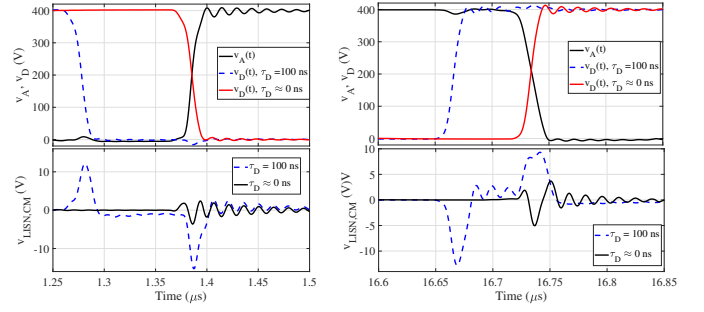 400
300
200
100
0
v_A, v_D (V)
v_A(t)
v_D(t), τ_D =100 ns
v_D(t), τ_D ≈ 0 ns
10
0
-10
v_LISN,CM (V)
τ_D = 100 ns
τ_D ≈ 0 ns
1.25 1.3 1.35 1.4 1.45 1.5
Time (μs)
400
300
200
100
0
v_A, v_D (V)
v_A(t)
v_D(t), τ_D =100 ns
v_D(t), τ_D ≈ 0 ns
10
5
0
-5
-10
v_LISN,CM (V)V
τ_D = 100 ns
τ_D ≈ 0 ns
16.6 16.65 16.7 16.75 16.8 16.85
Time (μs)